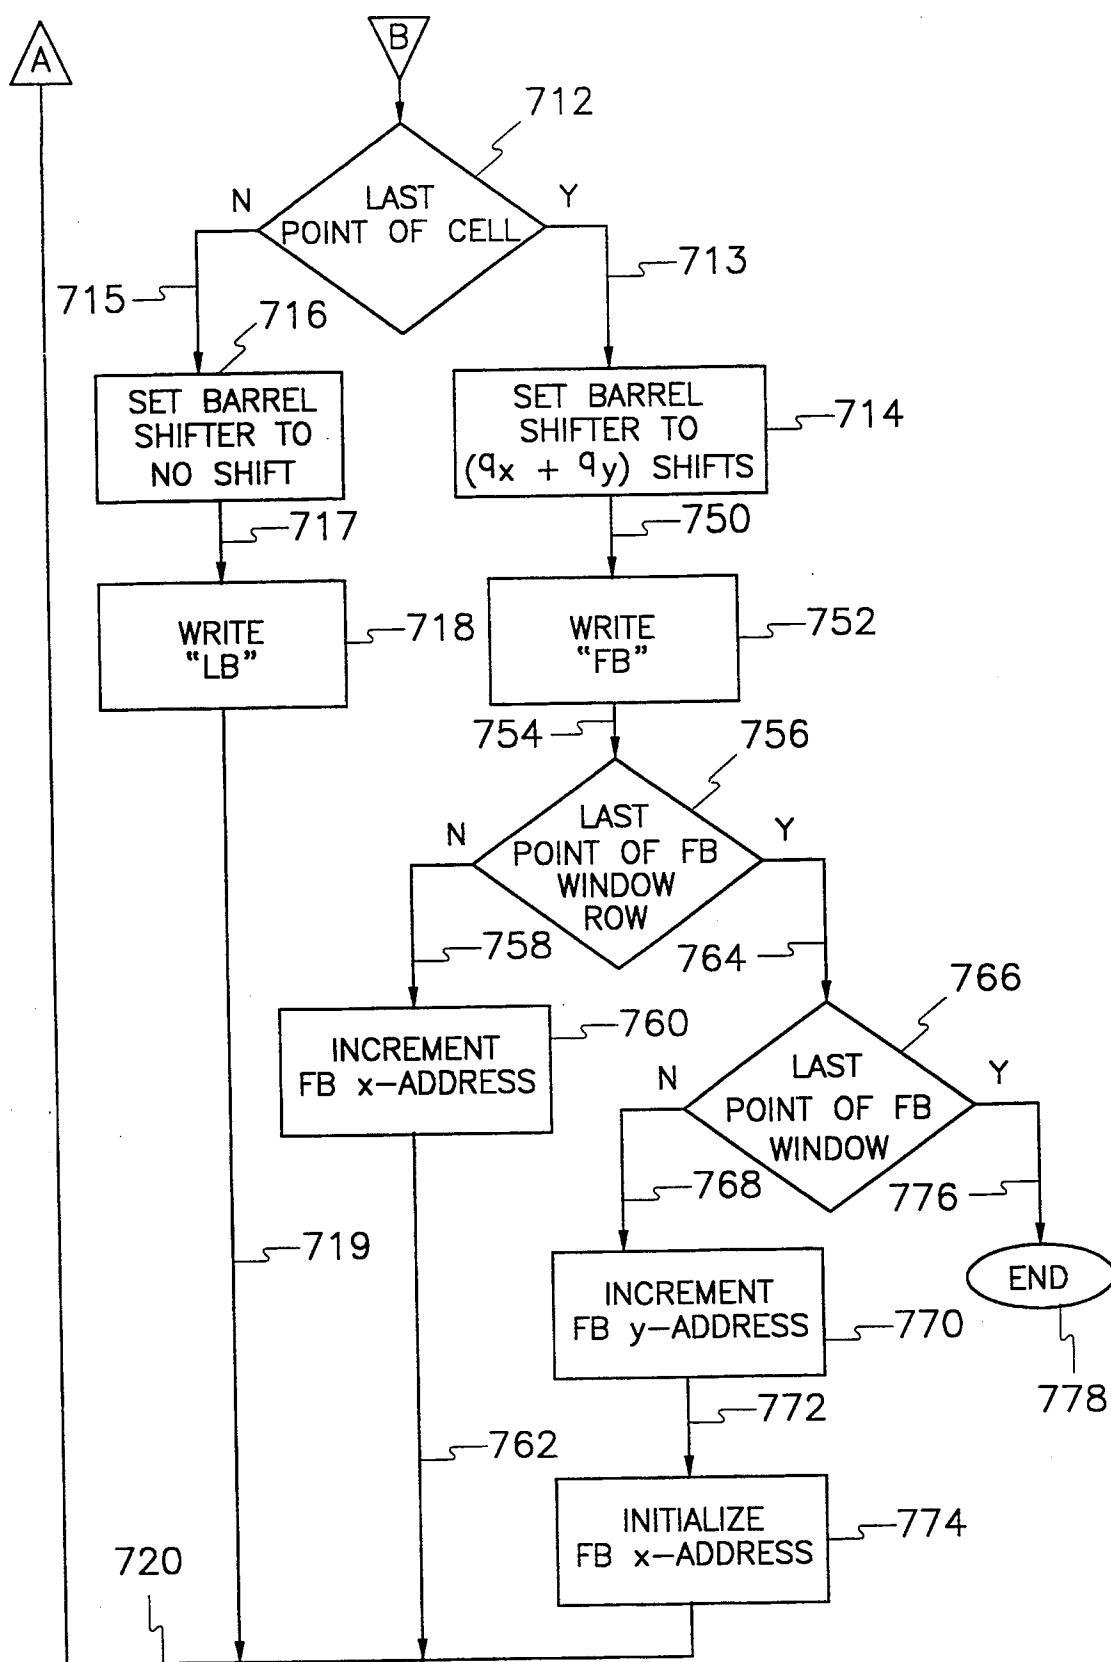 A
B
712
N
LAST
POINT OF CELL
Y
713
715
716
SET BARREL
SHIFTER TO
NO SHIFT
SET BARREL
SHIFTER TO
(qx + qy) SHIFTS
714
717
750
WRITE
"LB"
718
WRITE
"FB"
752
754
756
N
LAST
POINT OF FB
WINDOW
ROW
Y
758
764
766
INCREMENT
FB x-ADDRESS
760
N
LAST
POINT OF FB
WINDOW
Y
768
776
719
INCREMENT
FB y-ADDRESS
770
END
778
772
762
INITIALIZE
FB x-ADDRESS
774
720